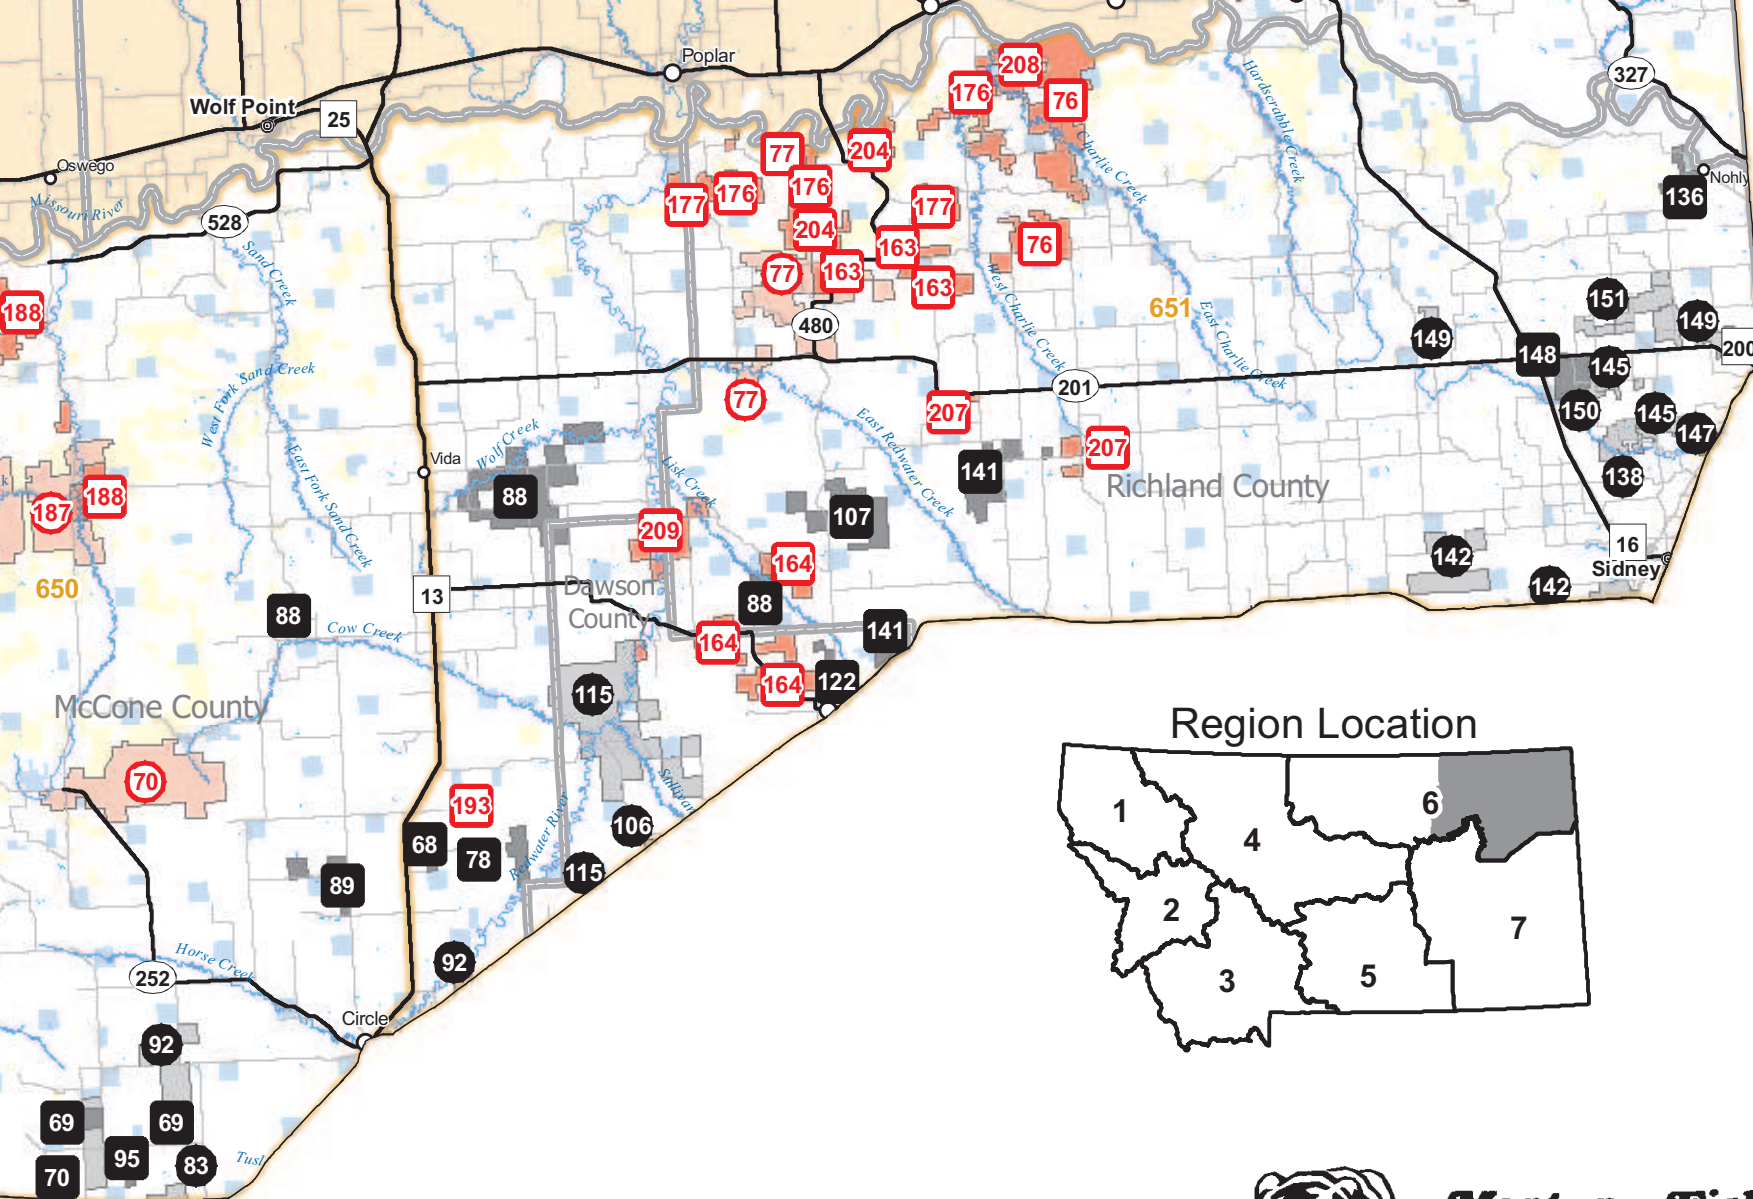 327
Poplar
208
176
76
Wolf Point
25
77
204
Oswego
Hardscrabble Creek
Charlie Creek
Nohly
136
177
176
176
177
Missouri River
528
204
163
76
Sand Creek
77
163
163
188
West Charlie Creek
651
East Charlie Creek
151
149
149
480
148
200
145
West Fork Sand Creek
201
77
207
150
145
147
East Redwater Creek
207
Wolf Creek
Vida
Lisk Creek
141
138
Richland County
East Fork Sand Creek
188
187
88
107
209
16
142
Sidney
164
142
650
13
Dawson
County
88
88
Cow Creek
164
141
164
122
115
McCone County
Region Location
70
193
Sullivan
1
6
4
106
68
78
Redwater River
115
89
2
7
3
5
92
Horse Creek
252
Circle
92
69
69
95
83
70